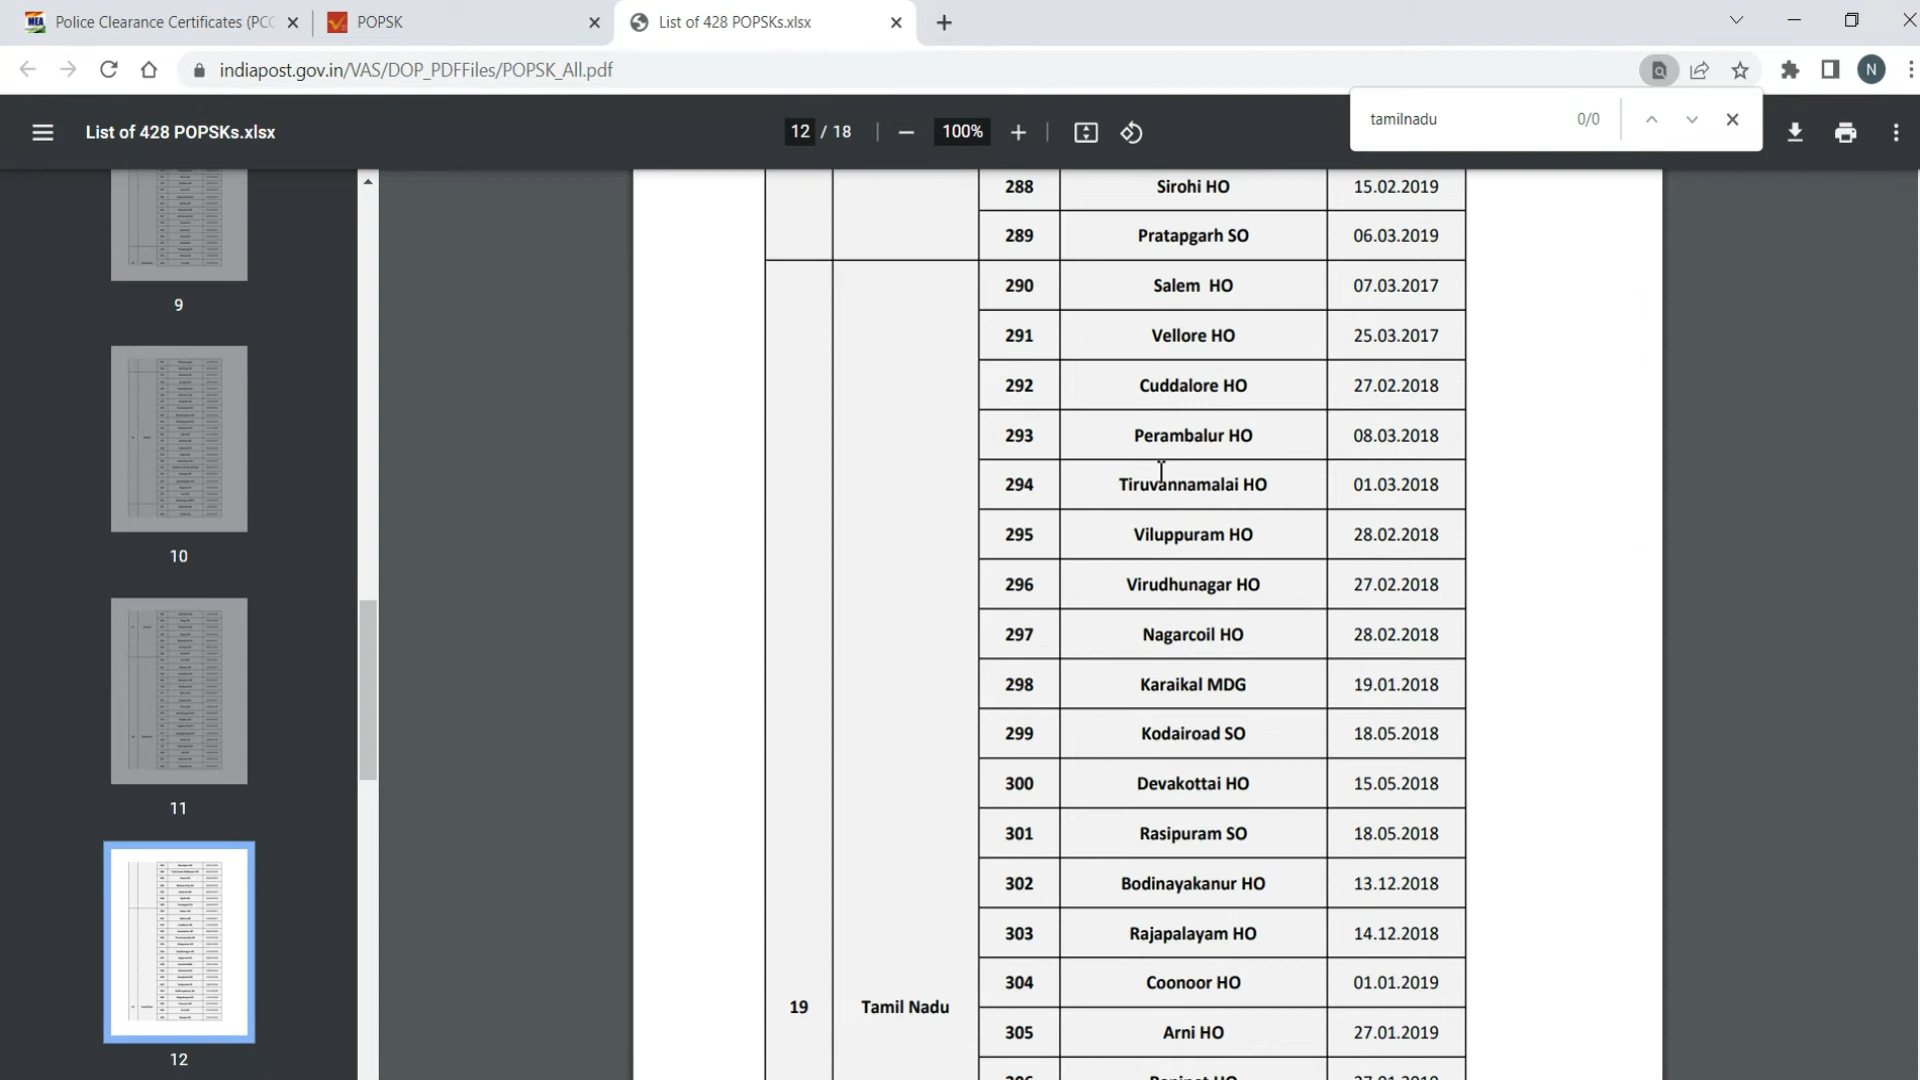 Police Clearance Certificates (PCC
POPSK
List of 428 POPSKs.xlsx
indiapost.gov.in/VAS/DOP_PDFFiles/POPSK_All.pdf
N
List of 428 POPSKs.xlsx
12 / 18
100%
tamilnadu 0/0
9
10
11
12
288 Sirohi HO 15.02.2019
289 Pratapgarh SO 06.03.2019
290 Salem HO 07.03.2017
291 Vellore HO 25.03.2017
292 Cuddalore HO 27.02.2018
293 Perambalur HO 08.03.2018
294 Tiruvannamalai HO 01.03.2018
295 Viluppuram HO 28.02.2018
296 Virudhunagar HO 27.02.2018
297 Nagarcoil HO 28.02.2018
298 Karaikal MDG 19.01.2018
299 Kodairoad SO 18.05.2018
300 Devakottai HO 15.05.2018
301 Rasipuram SO 18.05.2018
302 Bodinayakanur HO 13.12.2018
303 Rajapalayam HO 14.12.2018
304 Coonoor HO 01.01.2019
19 Tamil Nadu
305 Arni HO 27.01.2019